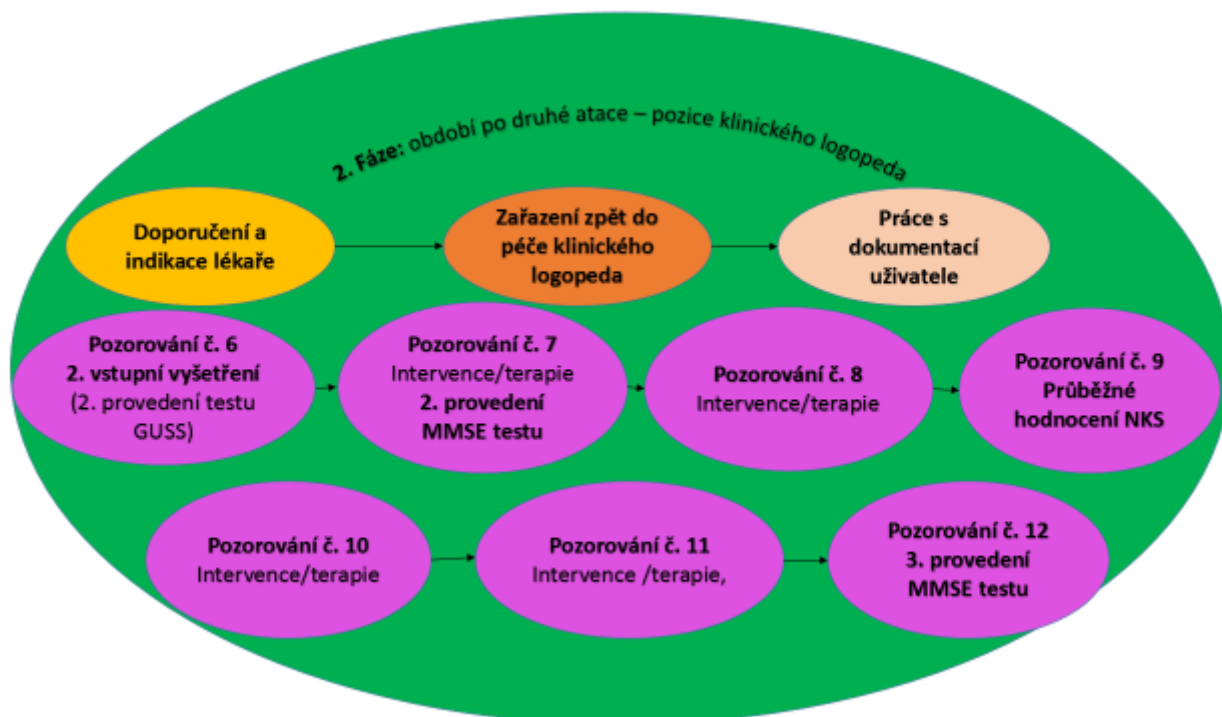 2. Fáze: období po druhé atace – pozice klinického logopeda
Doporučení a
indikace lékaře
Zařazení zpět do
péče klinického
logopeda
Práce s
dokumentací
uživatele
Pozorování č. 6
2. vstupní vyšetření
(2. provedení testu
GUSS)
Pozorování č. 7
Intervence/terapie
2. provedení
MMSE testu
Pozorování č. 8
Intervence/terapie
Pozorování č. 9
Průběžné
hodnocení NKS
Pozorování č. 10
Intervence/terapie
Pozorování č. 11
Intervence /terapie,
Pozorování č. 12
3. provedení
MMSE testu